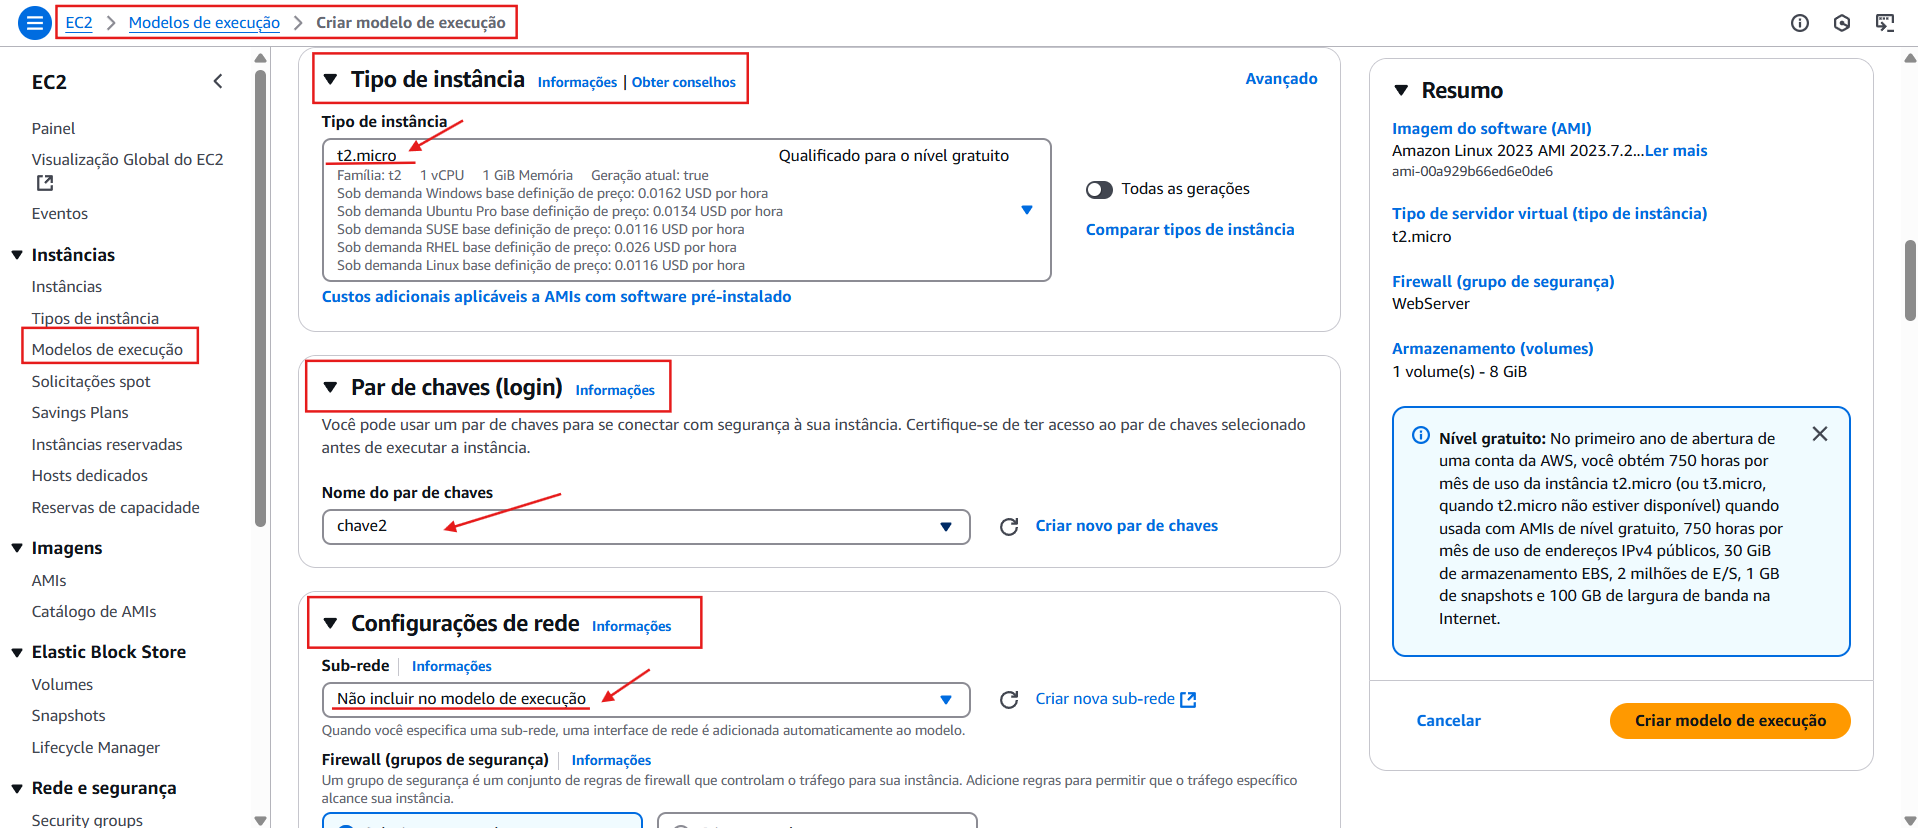 EC2 > Modelos de execução > Criar modelo de execução
EC2
Painel
Visualização Global do EC2
Eventos
Instâncias
Instâncias
Tipos de instância
Modelos de execução
Solicitações spot
Savings Plans
Instâncias reservadas
Hosts dedicados
Reservas de capacidade
Imagens
AMIs
Catálogo de AMIs
Elastic Block Store
Volumes
Snapshots
Lifecycle Manager
Rede e segurança
Security groups
Tipo de instância Informações | Obter conselhos
Avançado
Tipo de instância
t2.micro Qualificado para o nível gratuito
Família: t2 1 vCPU 1 GiB Memória Geração atual: true
Sob demanda Windows base definição de preço: 0.0162 USD por hora
Sob demanda Ubuntu Pro base definição de preço: 0.0134 USD por hora
Sob demanda SUSE base definição de preço: 0.0116 USD por hora
Sob demanda RHEL base definição de preço: 0.026 USD por hora
Sob demanda Linux base definição de preço: 0.0116 USD por hora
Todas as gerações
Comparar tipos de instância
Custos adicionais aplicáveis a AMIs com software pré-instalado
Par de chaves (login) Informações
Você pode usar um par de chaves para se conectar com segurança à sua instância. Certifique-se de ter acesso ao par de chaves selecionado
antes de executar a instância.
Nome do par de chaves
chave2
Criar novo par de chaves
Configurações de rede Informações
Sub-rede Informações
Não incluir no modelo de execução
Criar nova sub-rede
Quando você especifica uma sub-rede, uma interface de rede é adicionada automaticamente ao modelo.
Firewall (grupos de segurança) Informações
Um grupo de segurança é um conjunto de regras de firewall que controlam o tráfego para sua instância. Adicione regras para permitir que o tráfego específico
alcance sua instância.
Resumo
Imagem do software (AMI)
Amazon Linux 2023 AMI 2023.7.2...Ler mais
ami-00a929b66ed6e0de6
Tipo de servidor virtual (tipo de instância)
t2.micro
Firewall (grupo de segurança)
WebServer
Armazenamento (volumes)
1 volume(s) - 8 GiB
Nível gratuito: No primeiro ano de abertura de
uma conta da AWS, você obtém 750 horas por
mês de uso da instância t2.micro (ou t3.micro,
quando t2.micro não estiver disponível) quando
usada com AMIs de nível gratuito, 750 horas por
mês de uso de endereços IPv4 públicos, 30 GiB
de armazenamento EBS, 2 milhões de E/S, 1 GB
de snapshots e 100 GB de largura de banda na
Internet.
Cancelar
Criar modelo de execução